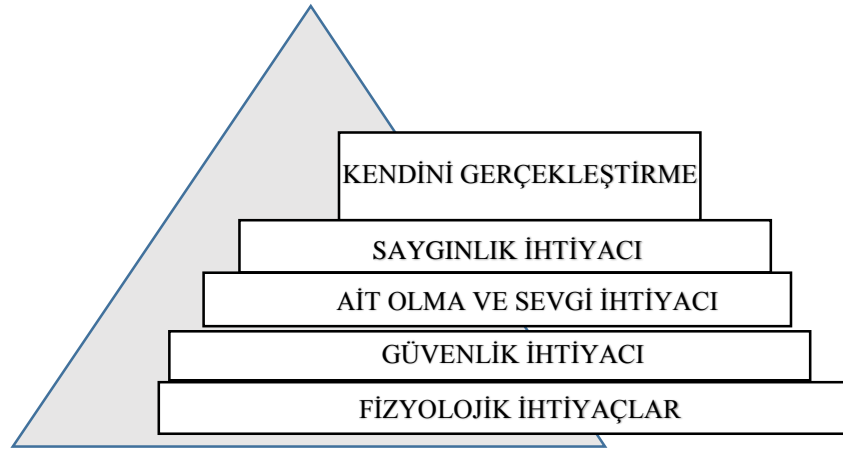 KENDİNİ GERÇEKLEŞTİRME
SAYGINLIK İHTİYACI
AİT OLMA VE SEVGİ İHTİYACI
GÜVENLİK İHTİYACI
FİZYOLOJİK İHTİYAÇLAR